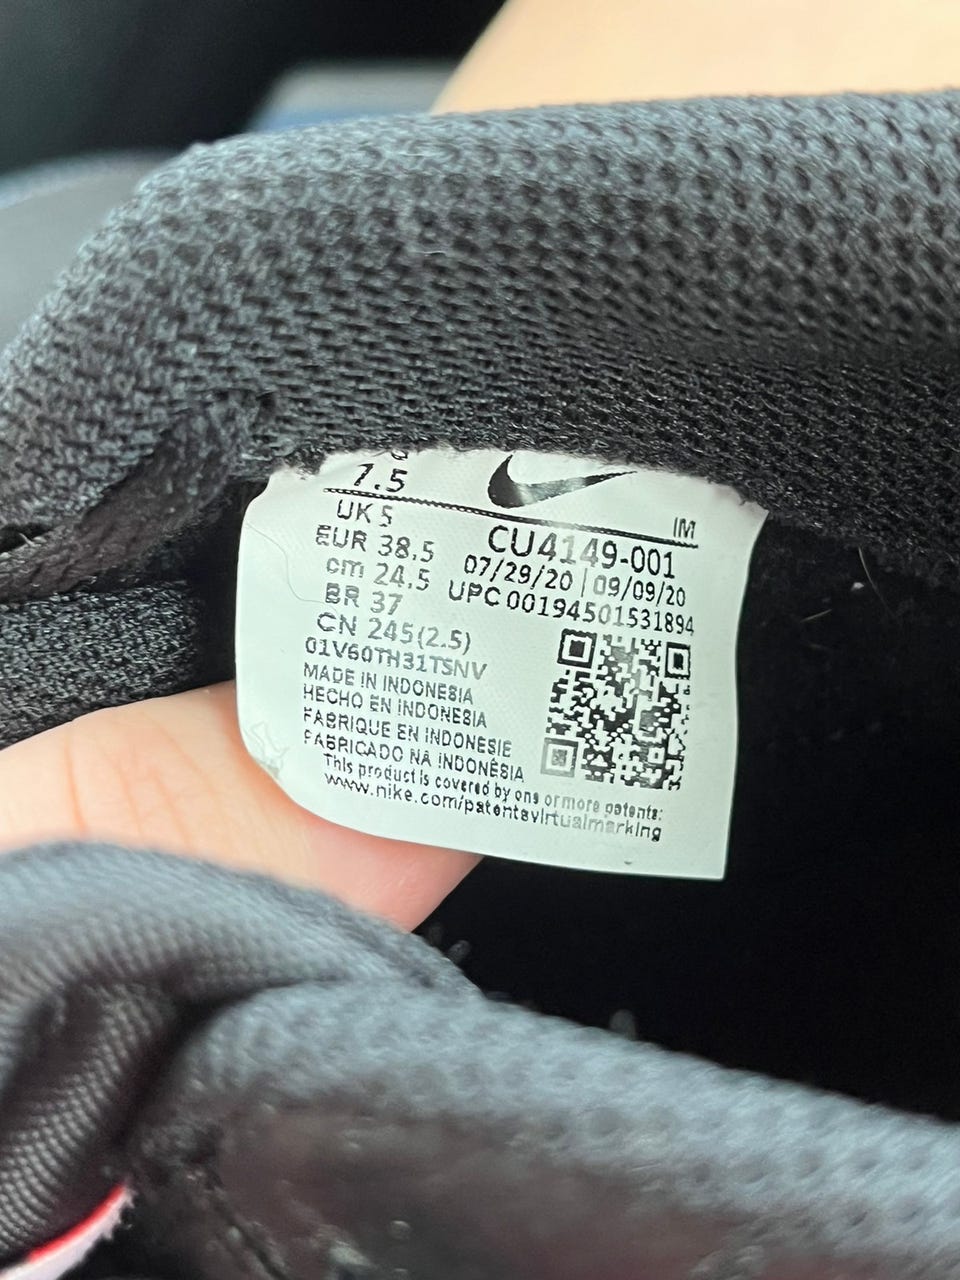 7.5
UK 5
EUR 38.5
cm 24.5
BR 37
CN 245(2.5)
IM
CU4149-001
07/29/20 | 09/09/20
UPC 00194501531894
01V60TH31TSNV
MADE IN INDONESIA
HECHO EN INDONESIA
FABRIQUE EN INDONESIE
FABRICADO NA INDONÉSIA
This product is covered by one or more patents:
www.nike.com/patentsvirtualmarking